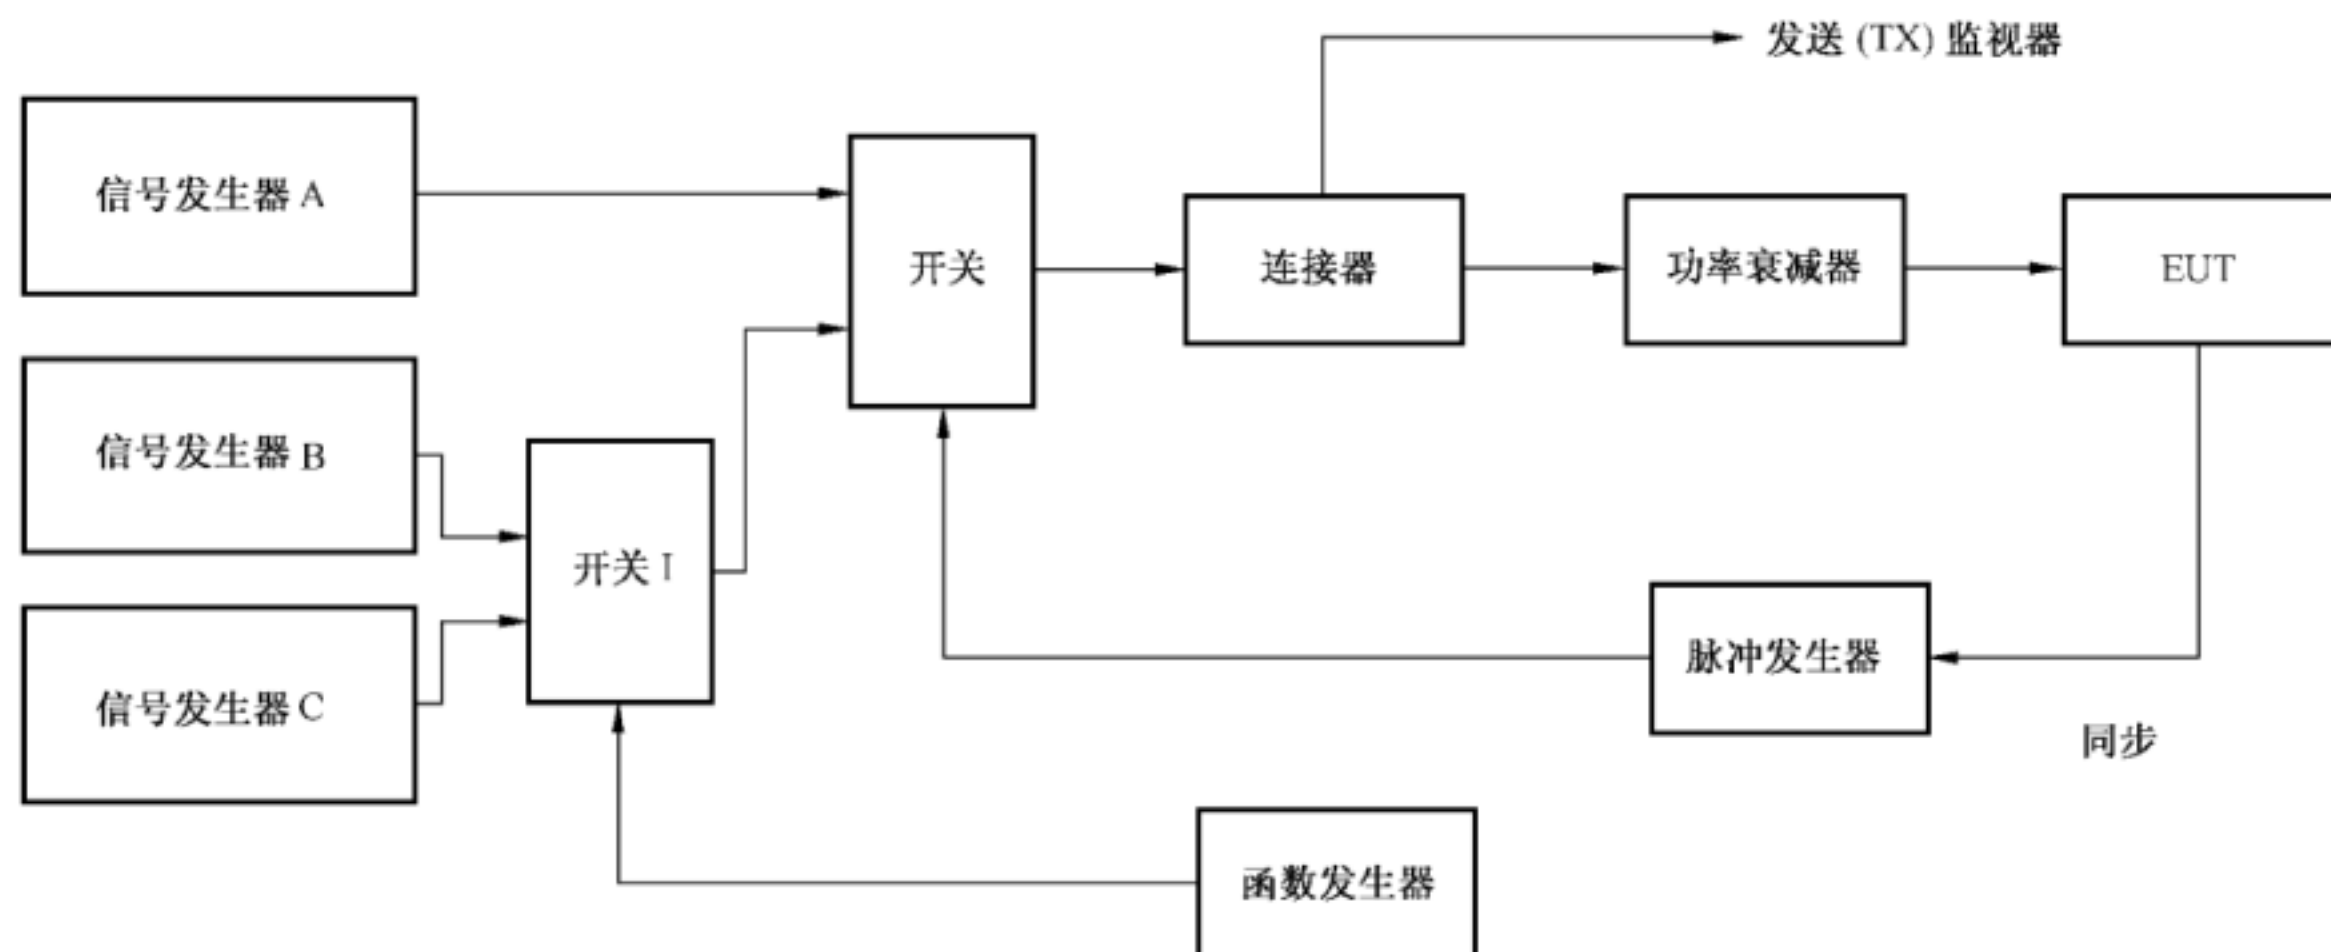 发送 (TX) 监视器
信号发生器 A
开关
连接器
功率衰减器
EUT
信号发生器 B
开关 I
信号发生器 C
脉冲发生器
同步
函数发生器